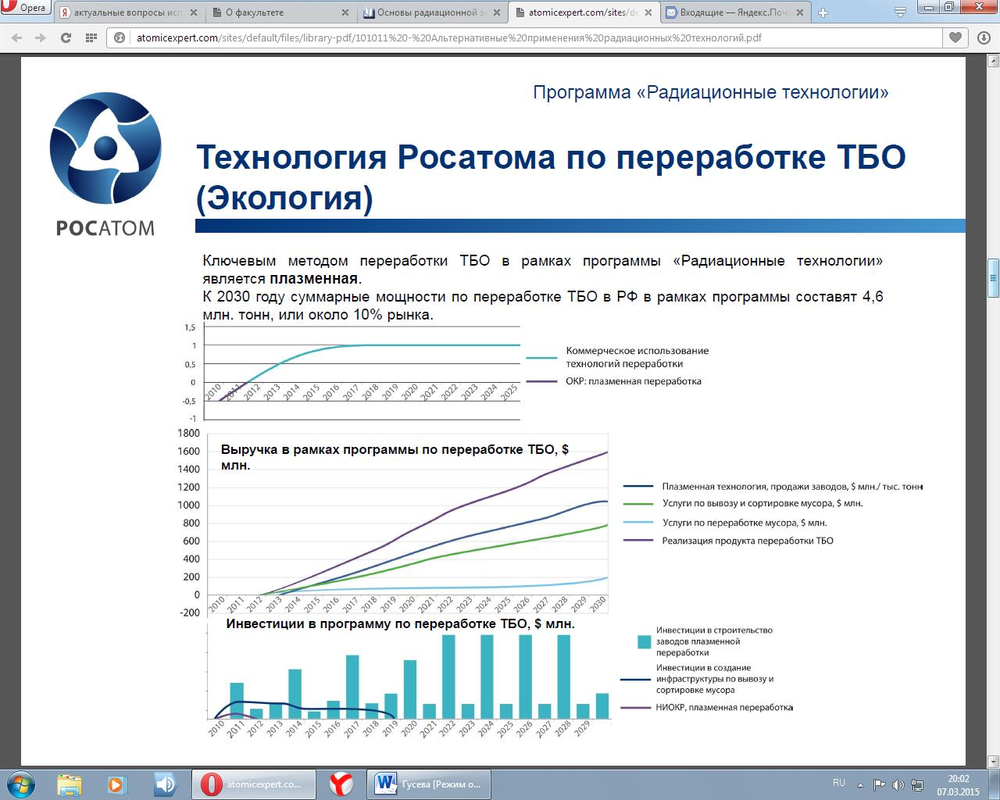 Opera
актуальные вопросы исп
О факультете
Основы радиационной э
atomicexpert.com/sites/de
Входящие — Яндекс.Почт
atomicexpert.com/sites/default/files/library-pdf/101011%20-%20Альтернативные%20применения%20радиационных%20технологий.pdf
Программа «Радиационные технологии»
РОСАТОМ
Технология Росатома по переработке ТБО
(Экология)
Ключевым методом переработки ТБО в рамках программы «Радиационные технологии»
является плазменная.
К 2030 году суммарные мощности по переработке ТБО в РФ в рамках программы составят 4,6
млн. тонн, или около 10% рынка.
1,5
1
0,5
0
-0,5
-1
2010 2011 2012 2013 2014 2015 2016 2017 2018 2019 2020 2021 2022 2023 2024 2025
Коммерческое использование
технологий переработки
ОКР: плазменная переработка
Выручка в рамках программы по переработке ТБО, $
млн.
1800
1600
1400
1200
1000
800
600
400
200
0
-200
2010 2011 2012 2013 2014 2015 2016 2017 2018 2019 2020 2021 2022 2023 2024 2025 2026 2027 2028 2029 2030
Плазменная технология, продажи заводов, $ млн./ тыс. тонн
Услуги по вывозу и сортировке мусора, $ млн.
Услуги по переработке мусора, $ млн.
Реализация продукта переработки ТБО
Инвестиции в программу по переработке ТБО, $ млн.
2010 2011 2012 2013 2014 2015 2016 2017 2018 2019 2020 2021 2022 2023 2024 2025 2026 2027 2028 2029
Инвестиции в строительство
заводов плазменной
переработки
Инвестиции в создание
инфраструктуры по вывозу и
сортировке мусора
НИОКР, плазменная переработка
atomicexpert.co...
Гусева [Режим о...
RU
20:02
07.03.2015